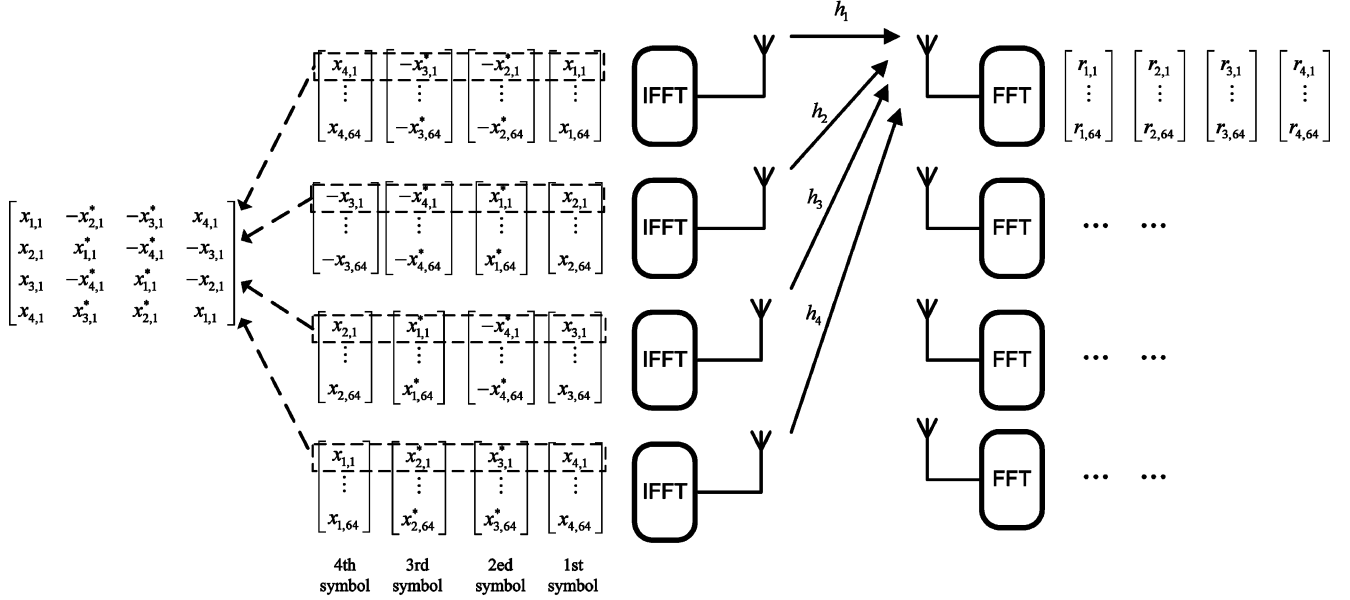 h₁
x₄,₁ −x*₃,₁ −x*₂,₁ x₁,₁
⋮ ⋮ ⋮ ⋮
x₄,₆₄ −x*₃,₆₄ −x*₂,₆₄ x₁,₆₄
IFFT
FFT
r₁,₁ r₂,₁ r₃,₁ r₄,₁
⋮ ⋮ ⋮ ⋮
r₁,₆₄ r₂,₆₄ r₃,₆₄ r₄,₆₄
h₂
x₁,₁ −x*₂,₁ −x*₃,₁ x₄,₁
x₂,₁ x*₁,₁ −x*₄,₁ −x₃,₁
x₃,₁ −x*₄,₁ x*₁,₁ −x₂,₁
x₄,₁ x*₃,₁ x*₂,₁ x₁,₁
−x₃,₁ −x*₄,₁ x*₁,₁ x₂,₁
⋮ ⋮ ⋮ ⋮
−x₃,₆₄ −x*₄,₆₄ x*₁,₆₄ x₂,₆₄
IFFT
h₃
FFT
... ...
x₂,₁ x*₁,₁ −x*₄,₁ x₃,₁
⋮ ⋮ ⋮ ⋮
x₂,₆₄ x*₁,₆₄ −x*₄,₆₄ x₃,₆₄
IFFT
h₄
FFT
... ...
x₁,₁ x*₂,₁ x*₃,₁ x₄,₁
⋮ ⋮ ⋮ ⋮
x₁,₆₄ x*₂,₆₄ x*₃,₆₄ x₄,₆₄
IFFT
FFT
... ...
4th 3rd 2ed 1st
symbol symbol symbol symbol